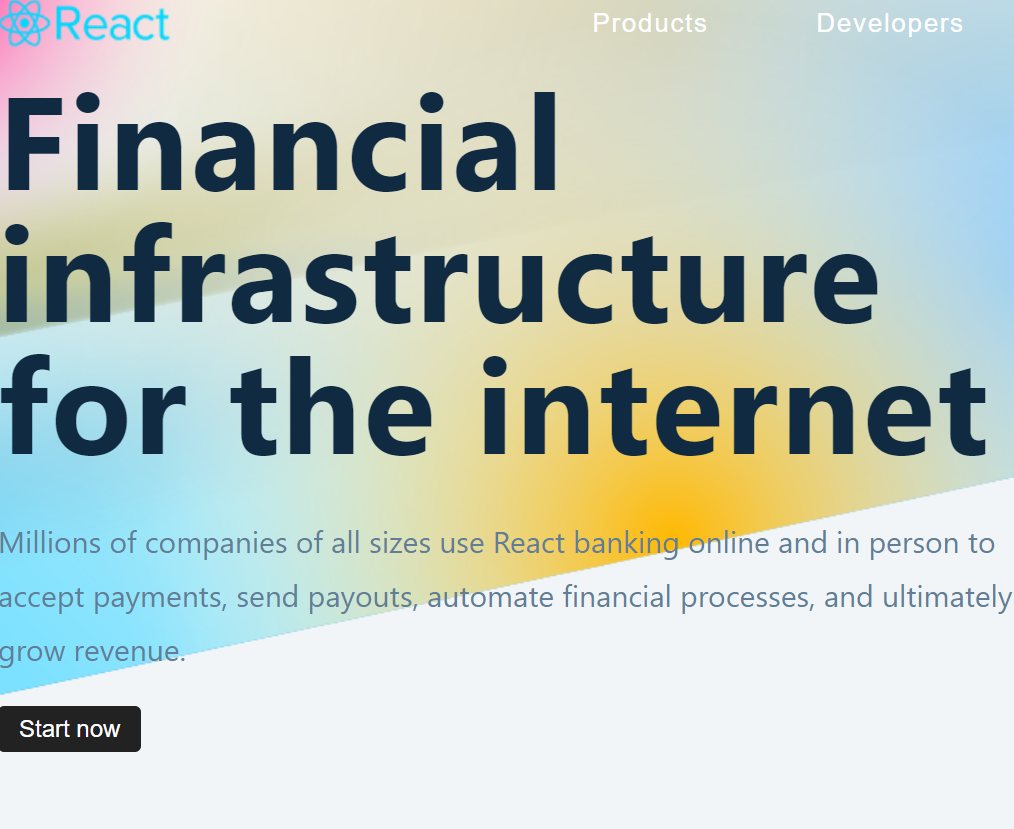 React
Products
Developers
Financial
infrastructure
for the internet
Millions of companies of all sizes use React banking online and in person to
accept payments, send payouts, automate financial processes, and ultimately
grow revenue.
Start now